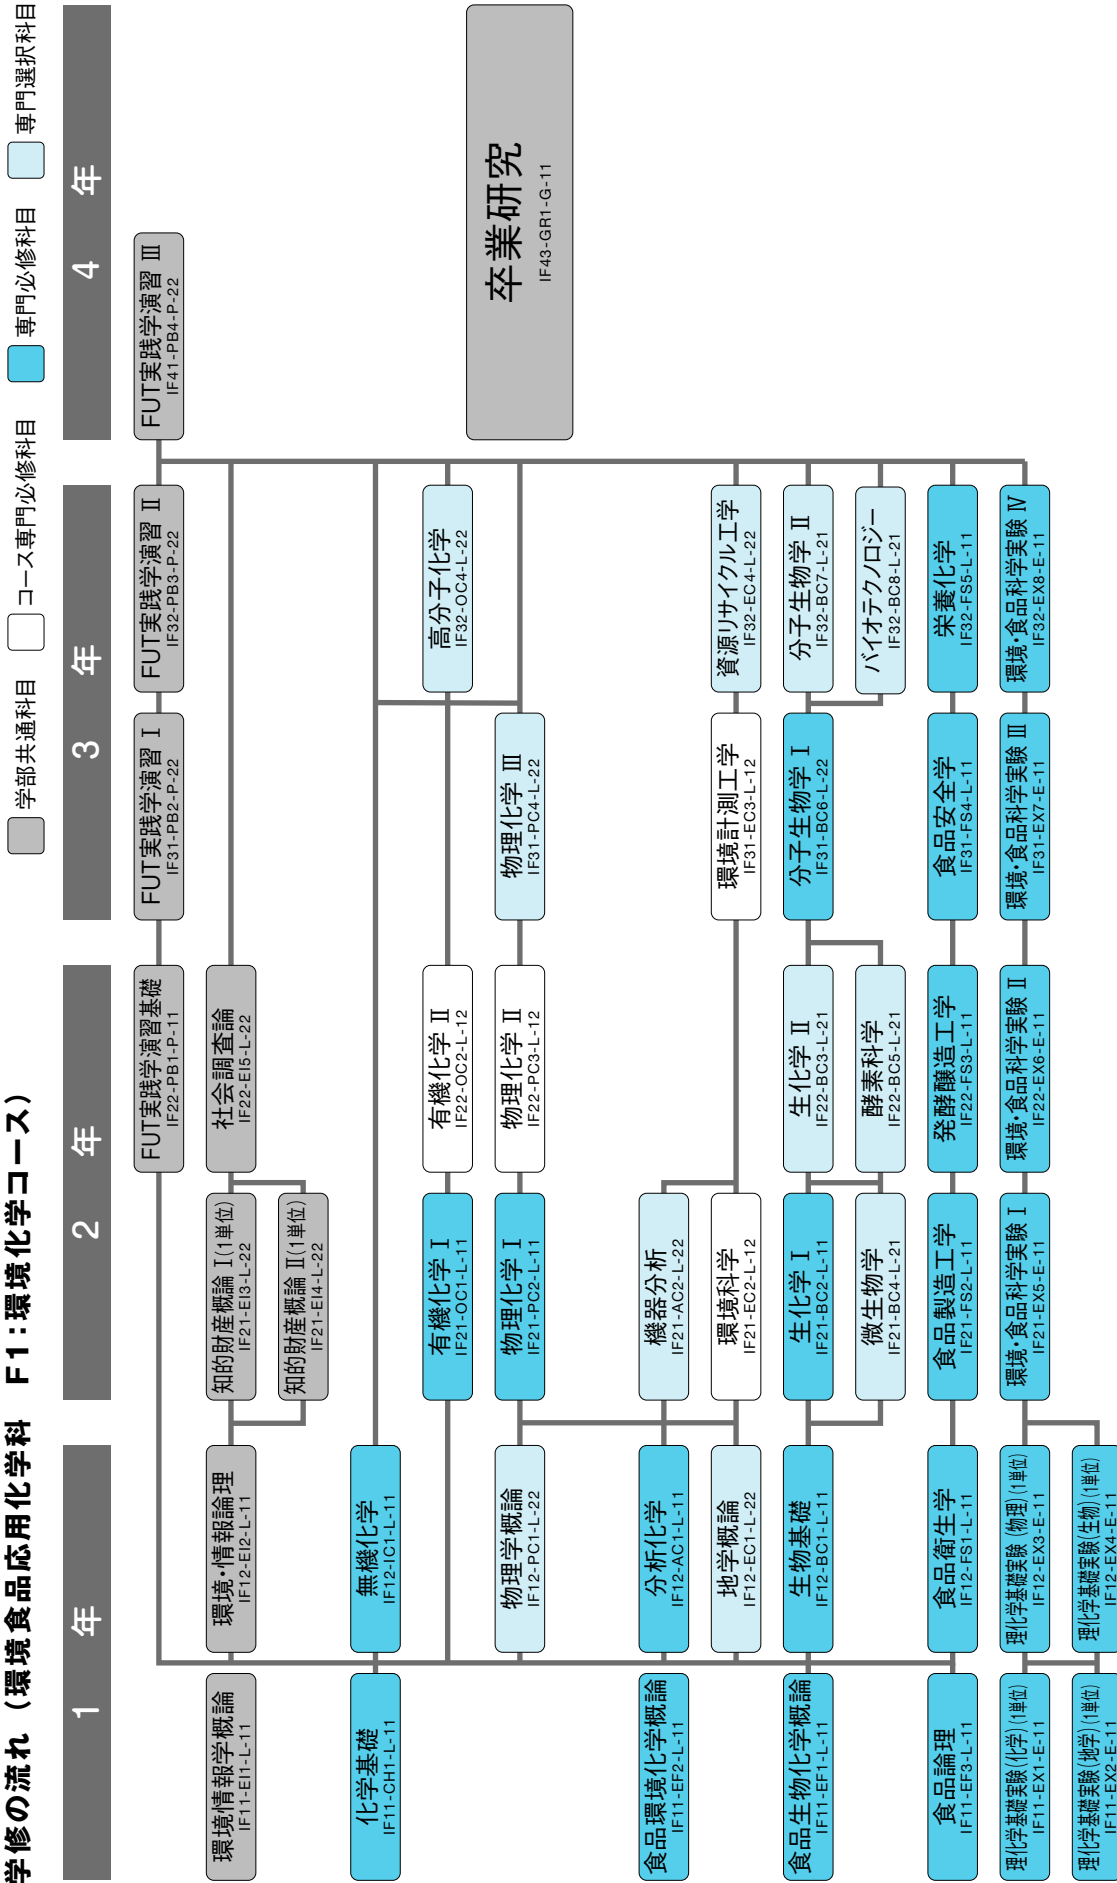 学修の流れ（環境食品応用化学科　F1：環境化学コース）
学部共通科目
コース専門必修科目
専門必修科目
専門選択科目
1　年
2　年
3　年
4　年
FUT実践学演習基礎
IF22-PB1-P-11
FUT実践学演習 Ⅰ
IF31-PB2-P-22
FUT実践学演習 Ⅱ
IF32-PB3-P-22
FUT実践学演習 Ⅲ
IF41-PB4-P-22
環境情報学概論
IF11-EI1-L-11
環境・情報論理
IF12-EI2-L-11
知的財産概論 Ⅰ（1単位）
IF21-EI3-L-22
社会調査論
IF22-EI5-L-22
知的財産概論 Ⅱ（1単位）
IF21-EI4-L-22
化学基礎
IF11-CH1-L-11
無機化学
IF12-IC1-L-11
有機化学 Ⅰ
IF21-OC1-L-11
有機化学 Ⅱ
IF22-OC2-L-12
高分子化学
IF32-OC4-L-22
物理学概論
IF12-PC1-L-22
物理化学 Ⅰ
IF21-PC2-L-11
物理化学 Ⅱ
IF22-PC3-L-12
物理化学 Ⅲ
IF31-PC4-L-22
卒業研究
IF43-GR1-G-11
食品環境化学概論
IF11-EF2-L-11
分析化学
IF12-AC1-L-11
機器分析
IF21-AC2-L-22
地学概論
IF12-EC1-L-22
環境科学
IF21-EC2-L-12
環境計測工学
IF31-EC3-L-12
資源リサイクル工学
IF32-EC4-L-22
食品生物化学概論
IF11-EF1-L-11
生物基礎
IF12-BC1-L-11
生化学 Ⅰ
IF21-BC2-L-11
生化学 Ⅱ
IF22-BC3-L-21
分子生物学 Ⅰ
IF31-BC6-L-22
分子生物学 Ⅱ
IF32-BC7-L-21
微生物学
IF21-BC4-L-21
酵素科学
IF22-BC5-L-21
バイオテクノロジー
IF32-BC8-L-21
食品論理
IF11-EF3-L-11
食品衛生学
IF12-FS1-L-11
食品製造工学
IF21-FS2-L-11
発酵醸造工学
IF22-FS3-L-11
食品安全学
IF31-FS4-L-11
栄養化学
IF32-FS5-L-11
理化学基礎実験（化学）（1単位）
IF11-EX1-E-11
理化学基礎実験（物理）（1単位）
IF12-EX3-E-11
環境・食品科学実験 Ⅰ
IF21-EX5-E-11
環境・食品科学実験 Ⅱ
IF22-EX6-E-11
環境・食品科学実験 Ⅲ
IF31-EX7-E-11
環境・食品科学実験 Ⅳ
IF32-EX8-E-11
理化学基礎実験（地学）（1単位）
IF11-EX2-E-11
理化学基礎実験（生物）（1単位）
IF12-EX4-E-11